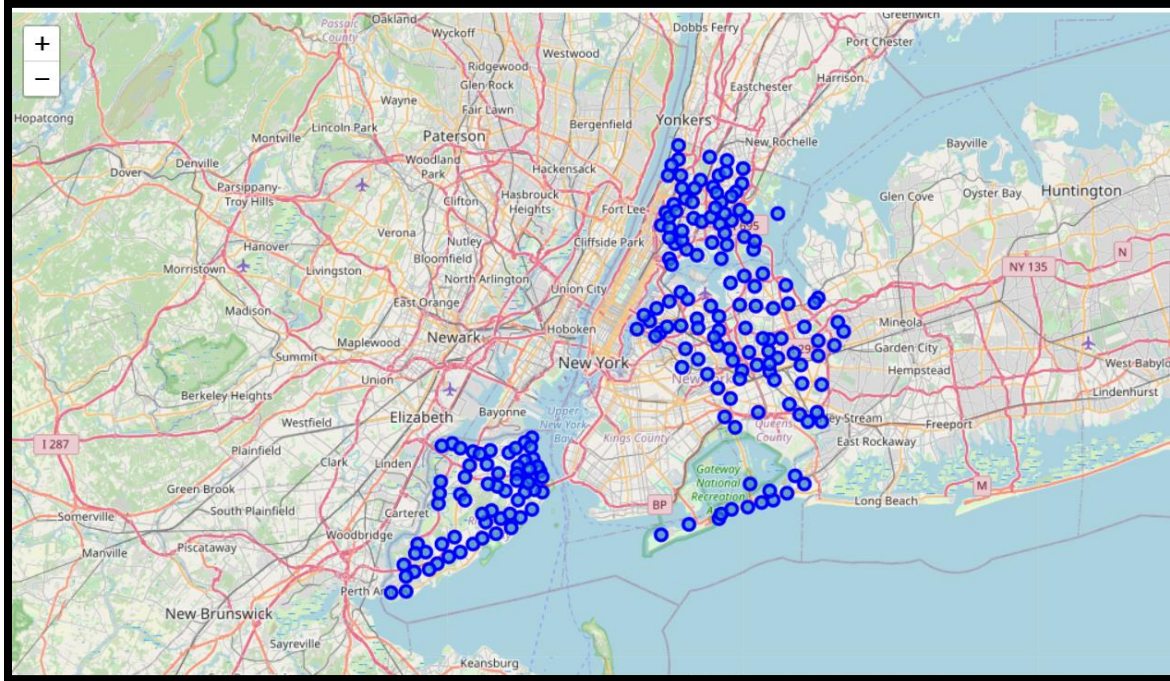 +
−
Passaic County
Oakland
Wyckoff
Dobbs Ferry
Greenwich
Port Chester
Westwood
Ridgewood
Glen Rock
Harrison
Eastchester
Hopatcong
Wayne
Fair Lawn
Lincoln Park
Bergenfield
Yonkers
Montville
Paterson
New Rochelle
Bayville
Denville
Dover
Woodland Park
Hackensack
Parsippany-Troy Hills
Clifton
Hasbrouck Heights
Fort Lee
Glen Cove
Oyster Bay
Huntington
Verona
Nutley
Cliffside Park
695
Hanover
Bloomfield
N
Morristown
Livingston
North Arlington
Union City
NY 135
East Orange
Madison
Hoboken
Mineola
Maplewood
Newark
Garden City
Summit
New York
Union
Hempstead
West Babylo
Berkeley Heights
Lindenhurst
Elizabeth
Bayonne
Upper New York Bay
Westfield
Kings County
Queens County
ey Stream
Freeport
I 287
Clark
Linden
East Rockaway
Gateway National Recreation
M
Green Brook
Carteret
BP
Long Beach
South Plainfield
Somerville
Woodbridge
Piscataway
Manville
Perth Am
New Brunswick
Sayreville
Keansburg